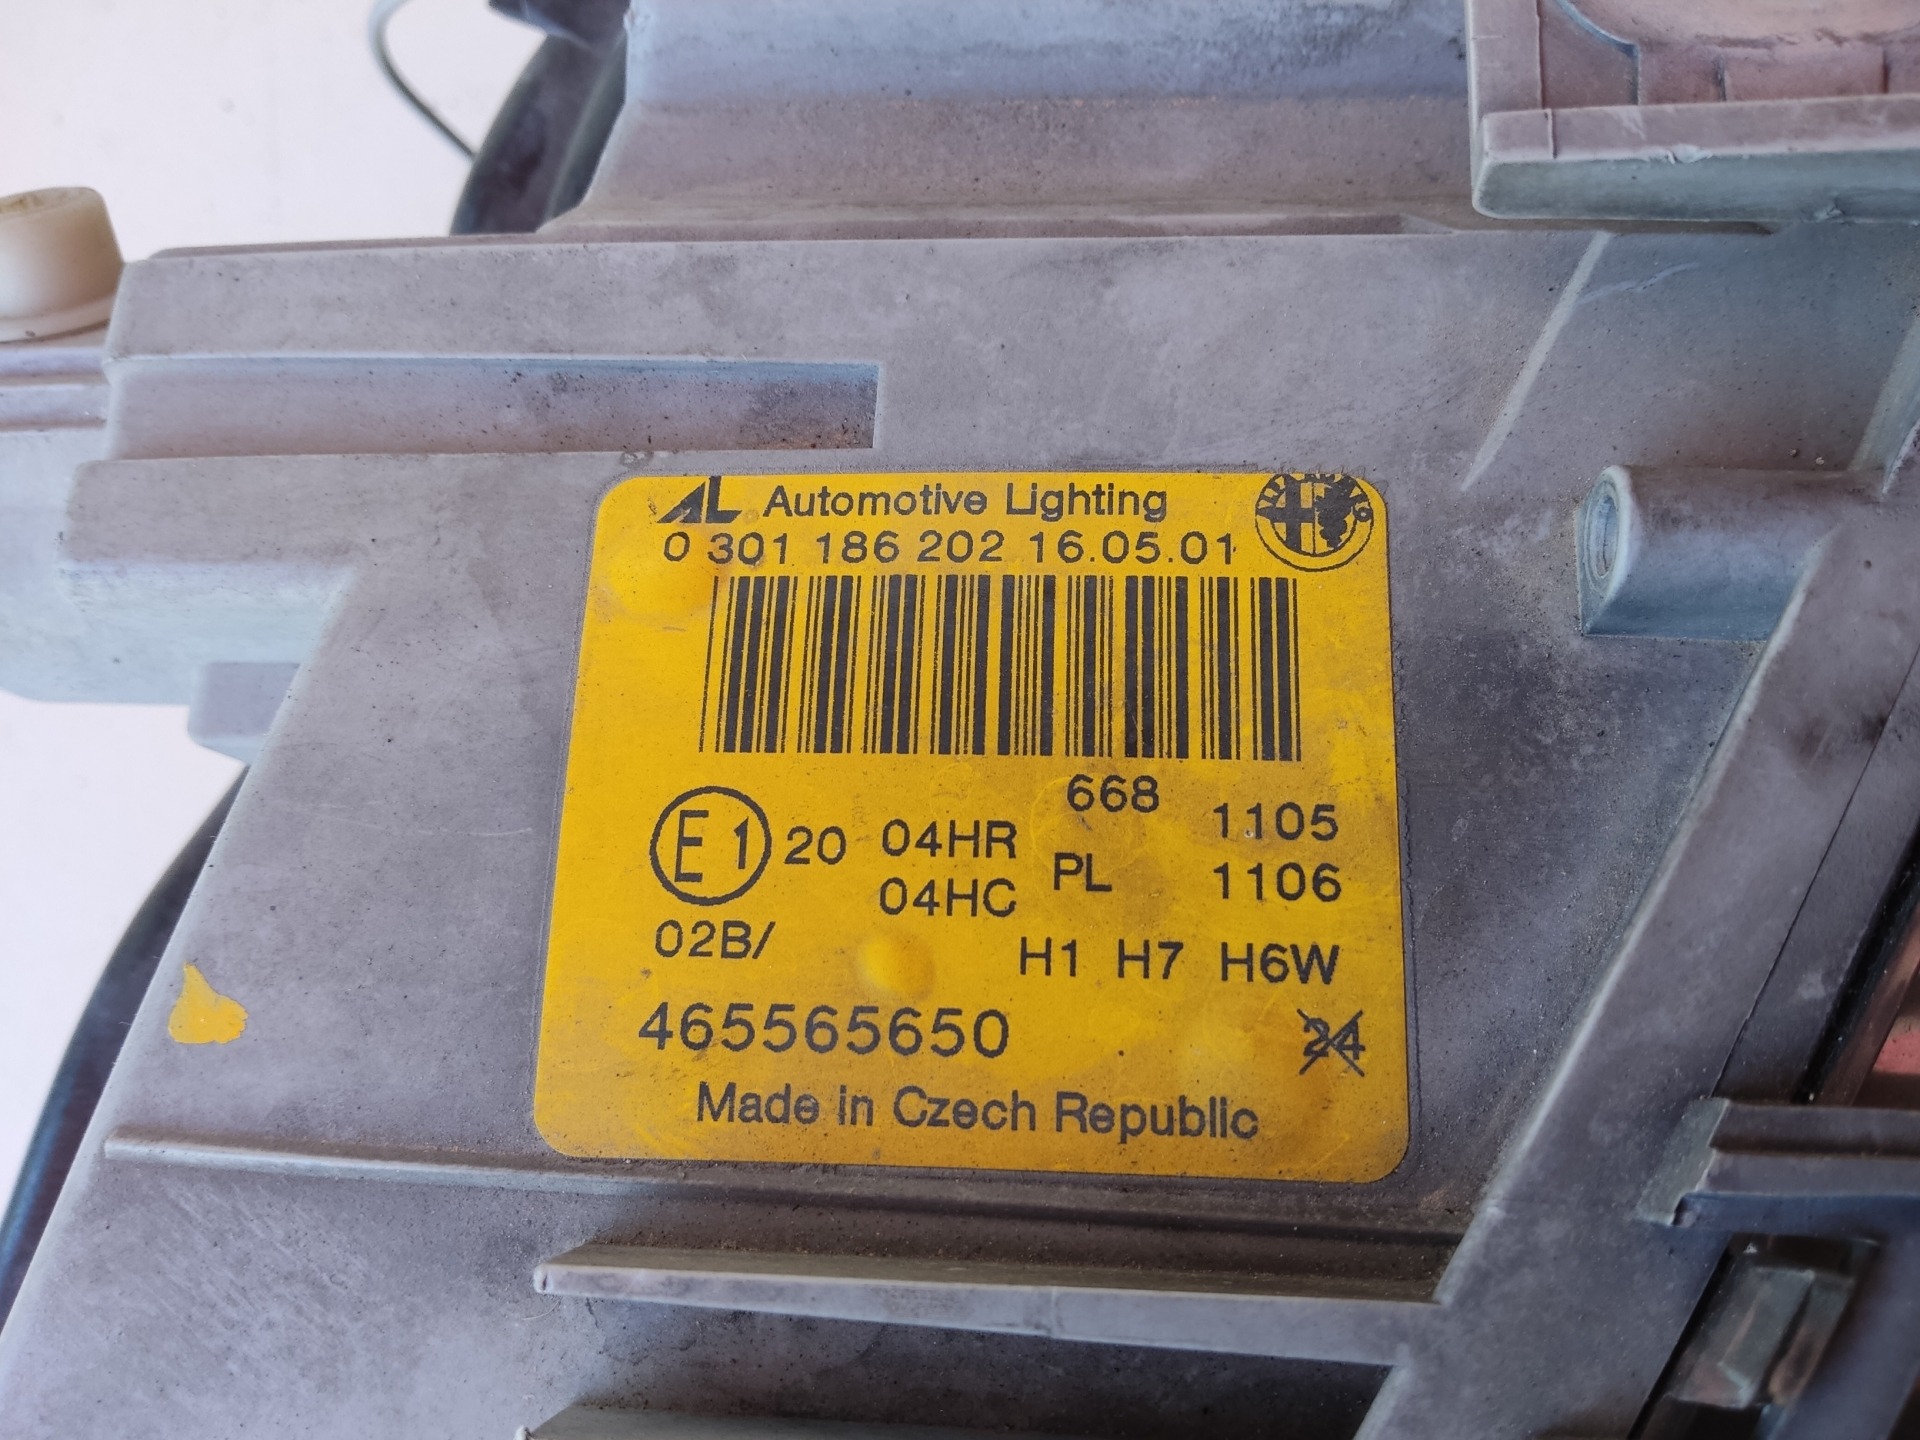 AL Automotive Lighting
0 301 186 202 16.05.01
668
E1 20 04HR PL 1105
04HC 1106
02B/ H1 H7 H6W
465565650 24
Made in Czech Republic